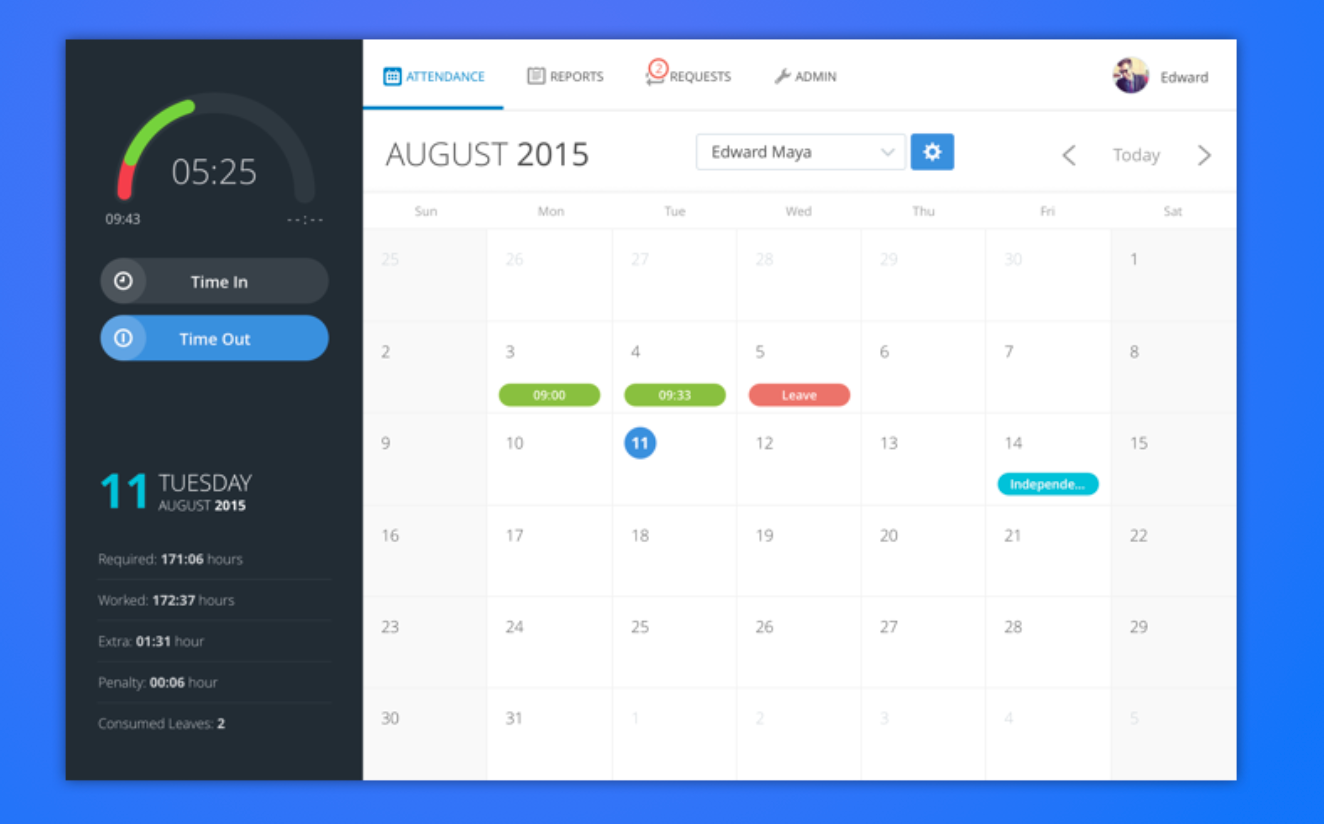 ATTENDANCE REPORTS 2 REQUESTS ADMIN Edward
05:25
09:43 --:--
Time In
Time Out
11 TUESDAY
AUGUST 2015
Required: 171:06 hours
Worked: 172:37 hours
Extra: 01:31 hour
Penalty: 00:06 hour
Consumed Leaves: 2
AUGUST 2015 Edward Maya Today
Sun Mon Tue Wed Thu Fri Sat
25 26 27 28 29 30 1
2 3 4 5 6 7 8
09:00 09:33 Leave
9 10 11 12 13 14 15
Independe...
16 17 18 19 20 21 22
23 24 25 26 27 28 29
30 31 1 2 3 4 5